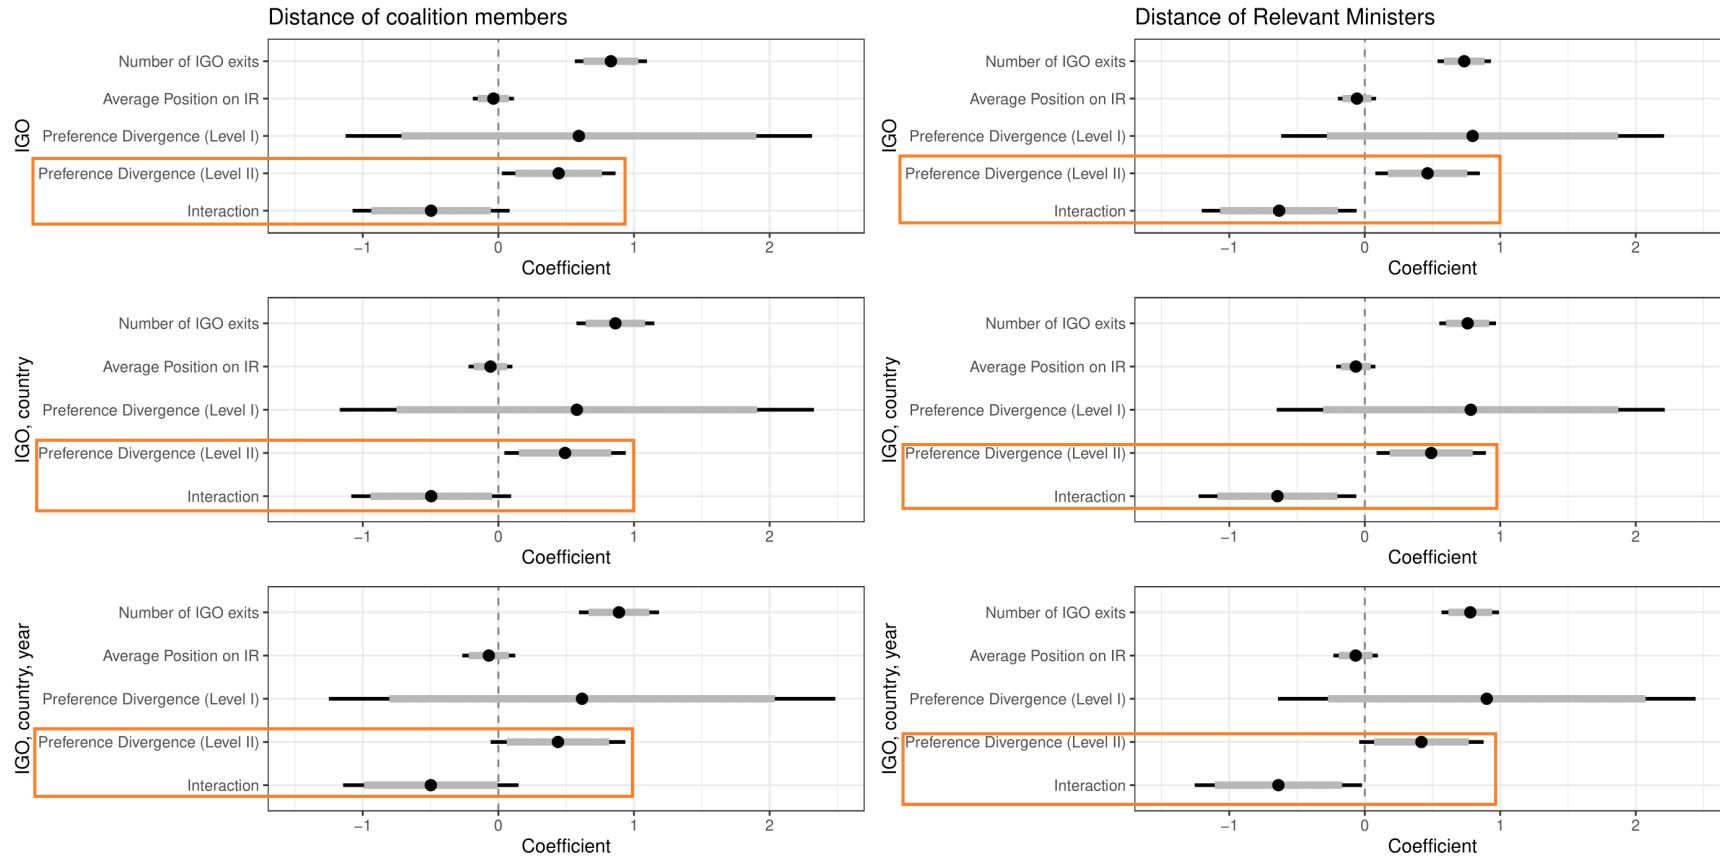 Distance of coalition members
IGO
Number of IGO exits
Average Position on IR
Preference Divergence (Level I)
Preference Divergence (Level II)
Interaction
−1 0 1 2
Coefficient
Distance of Relevant Ministers
IGO
Number of IGO exits
Average Position on IR
Preference Divergence (Level I)
Preference Divergence (Level II)
Interaction
−1 0 1 2
Coefficient
IGO, country
Number of IGO exits
Average Position on IR
Preference Divergence (Level I)
Preference Divergence (Level II)
Interaction
−1 0 1 2
Coefficient
IGO, country
Number of IGO exits
Average Position on IR
Preference Divergence (Level I)
Preference Divergence (Level II)
Interaction
−1 0 1 2
Coefficient
IGO, country, year
Number of IGO exits
Average Position on IR
Preference Divergence (Level I)
Preference Divergence (Level II)
Interaction
−1 0 1 2
Coefficient
IGO, country, year
Number of IGO exits
Average Position on IR
Preference Divergence (Level I)
Preference Divergence (Level II)
Interaction
−1 0 1 2
Coefficient